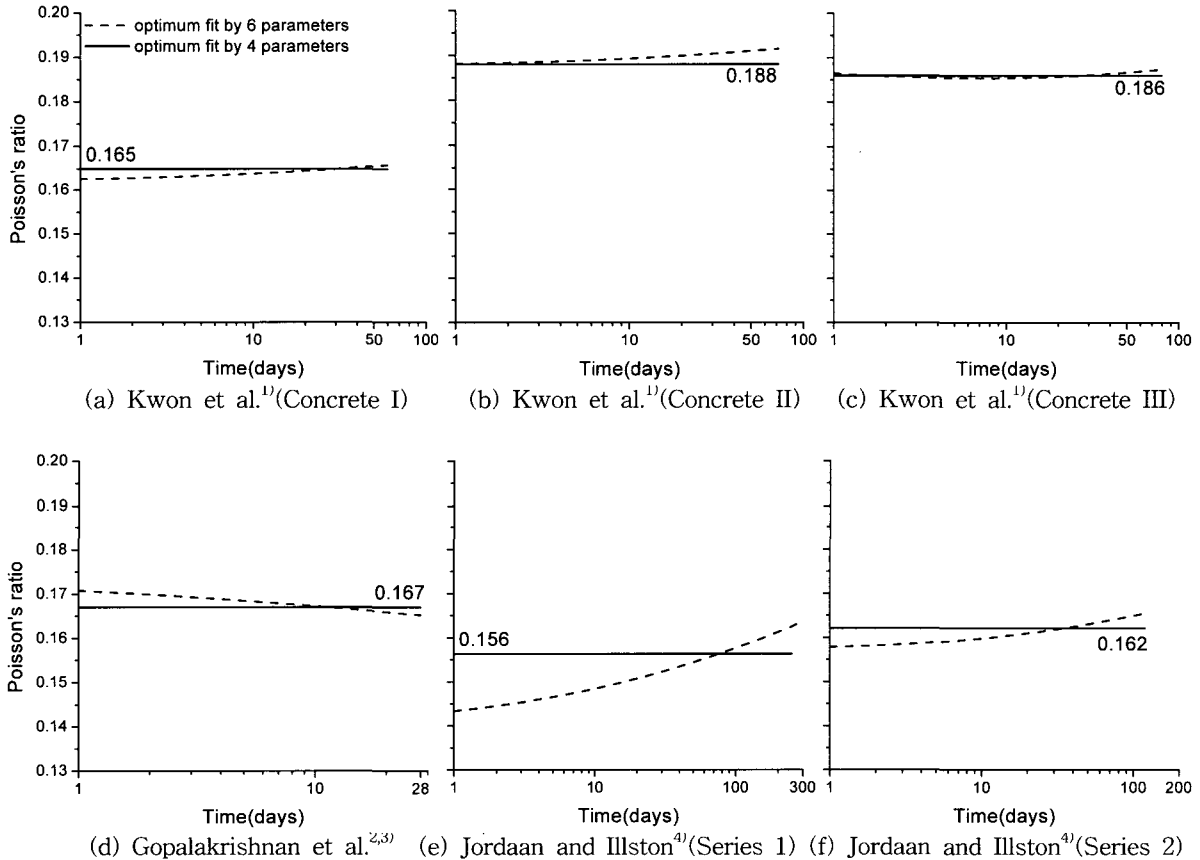 0.20
0.19
0.18
0.17
0.16
0.15
0.14
0.13
Poisson's ratio
optimum fit by 6 parameters
optimum fit by 4 parameters
0.165
1
10
50
100
Time(days)
(a) Kwon et al.1)(Concrete I)
0.188
1
10
50
100
Time(days)
(b) Kwon et al.1)(Concrete II)
0.186
1
10
50
100
Time(days)
(c) Kwon et al.1)(Concrete III)
0.20
0.19
0.18
0.17
0.16
0.15
0.14
0.13
Poisson's ratio
0.167
1
10
28
Time(days)
(d) Gopalakrishnan et al.2,3)
0.156
1
10
100
300
Time(days)
(e) Jordaan and Illston4)(Series 1)
0.162
1
10
100
200
Time(days)
(f) Jordaan and Illston4)(Series 2)